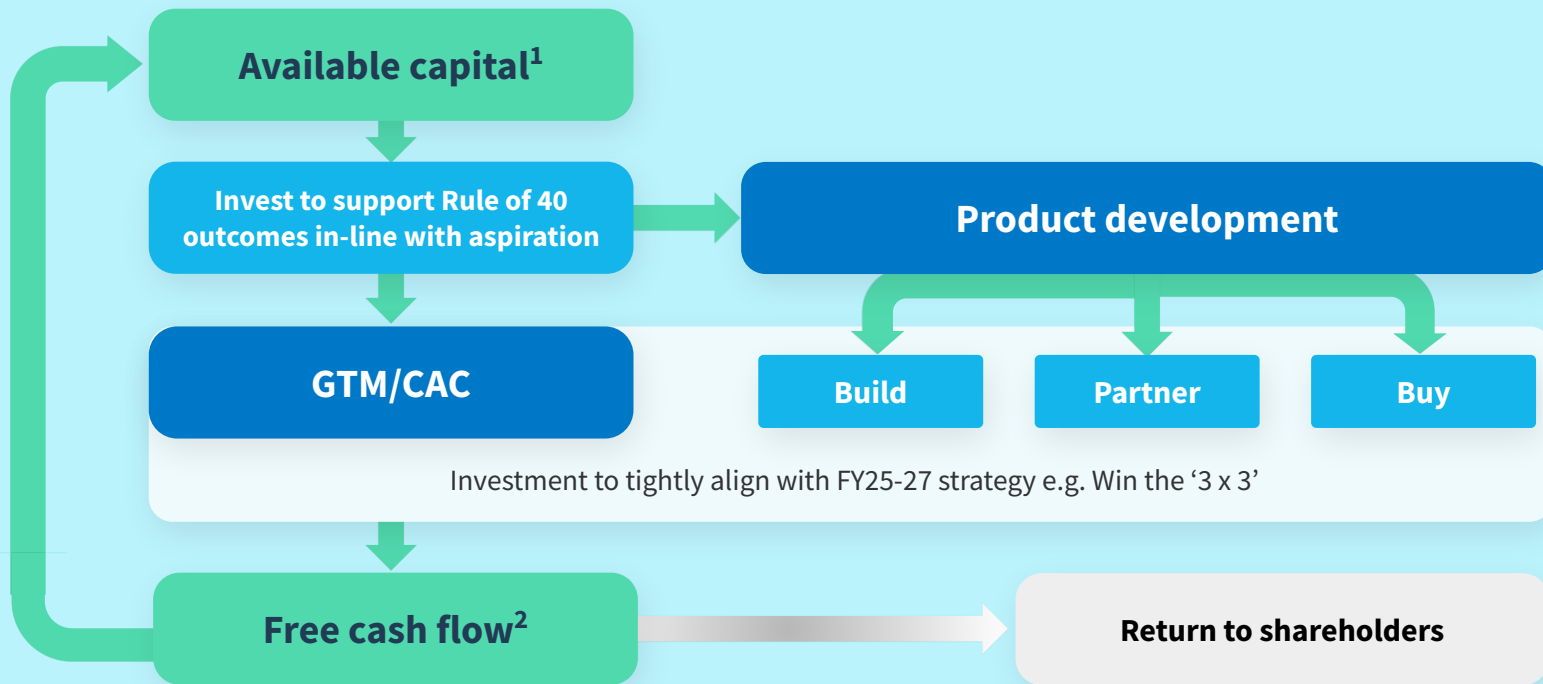 Available capital¹
Invest to support Rule of 40
outcomes in-line with aspiration
Product development
GTM/CAC
Build
Partner
Buy
Investment to tightly align with FY25-27 strategy e.g. Win the ‘3 x 3’
Free cash flow²
Return to shareholders